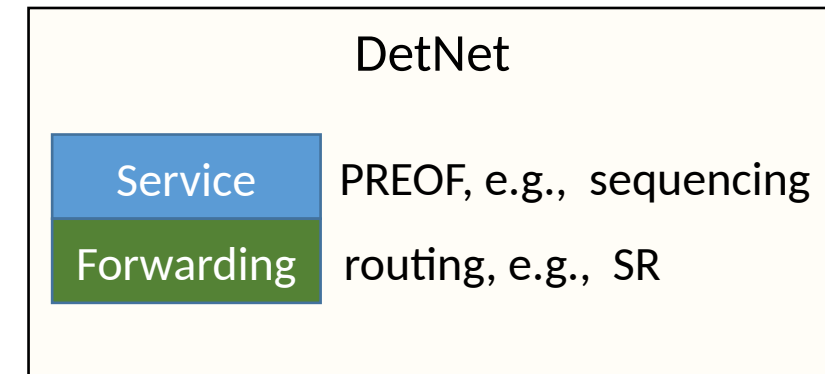 DetNet
Service PREOF, e.g., sequencing
Forwarding routing, e.g., SR